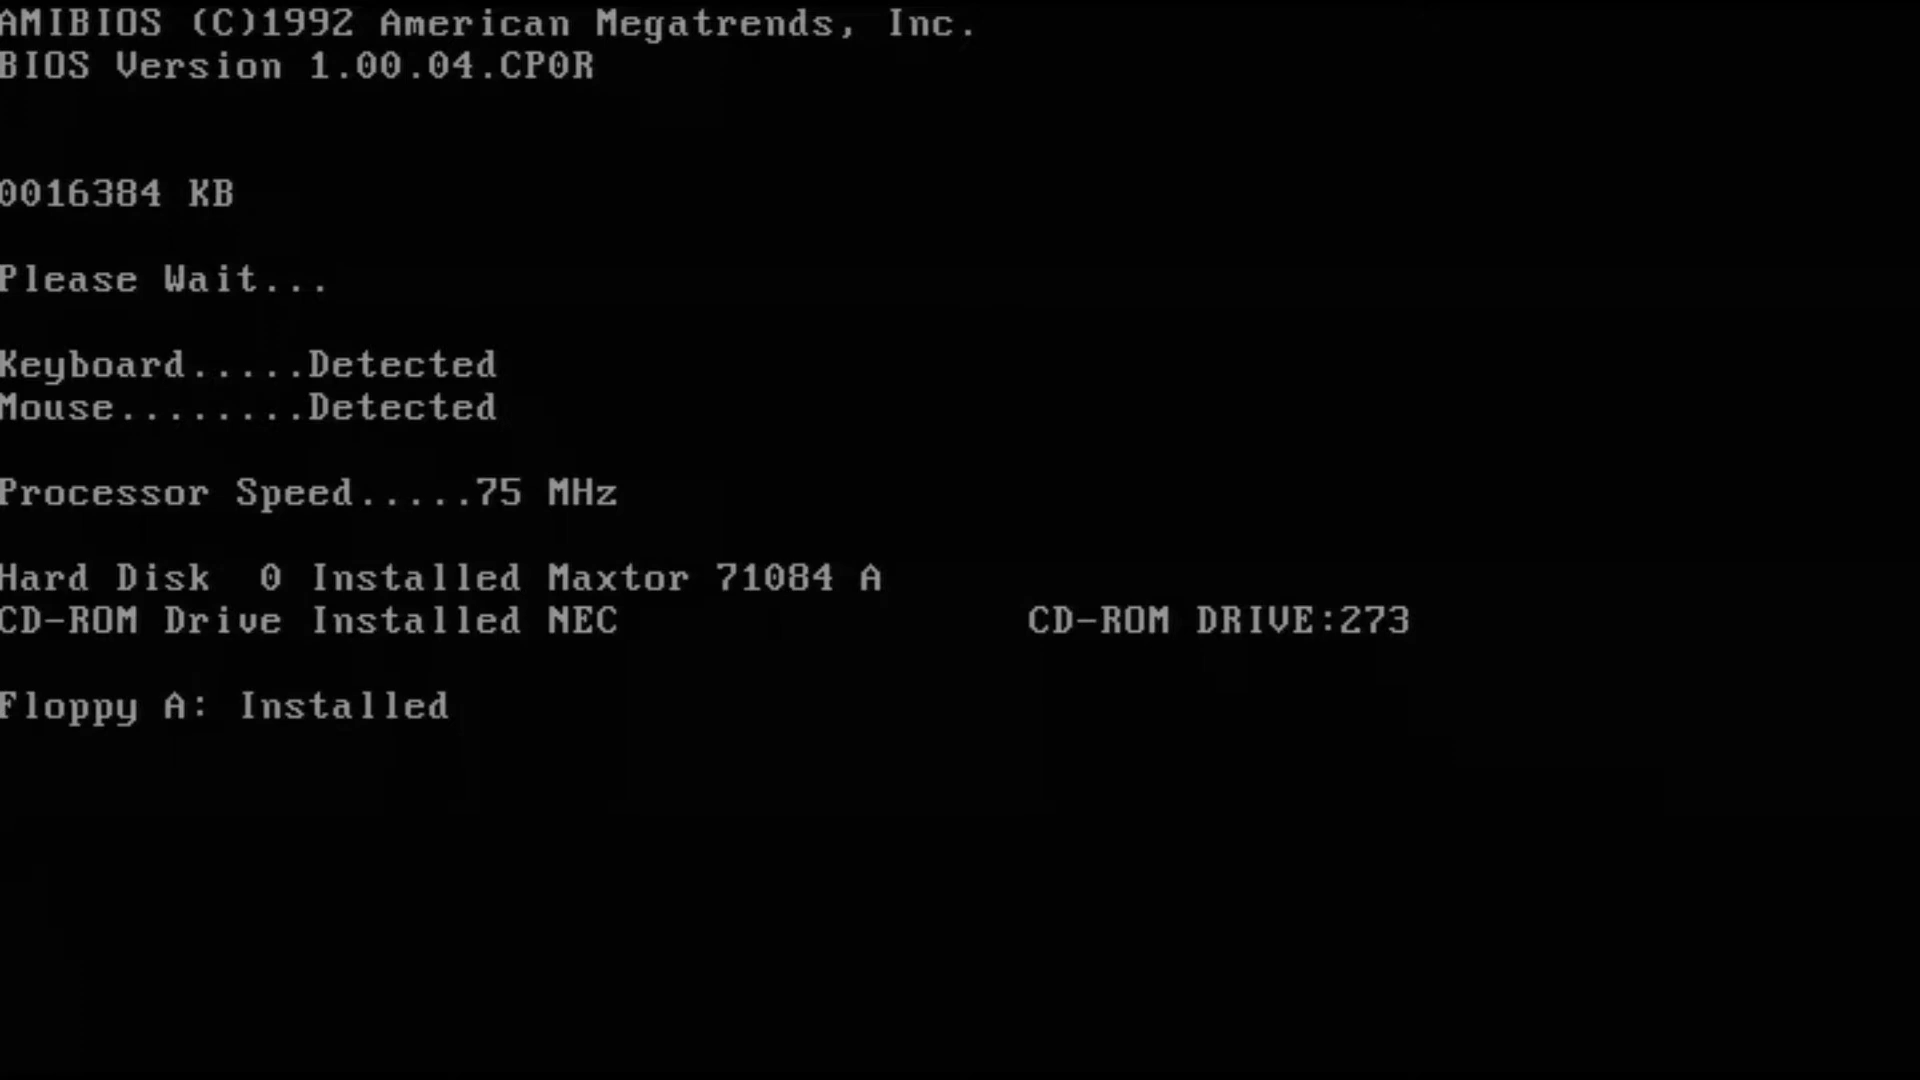 AMIBIOS (C)1992 American Megatrends, Inc.
BIOS Version 1.00.04.CP0R
0016384 KB
Please Wait...
Keyboard.....Detected
Mouse........Detected
Processor Speed.....75 MHz
Hard Disk  0 Installed Maxtor 71084 A
CD-ROM Drive Installed NEC                 CD-ROM DRIVE:273
Floppy A: Installed